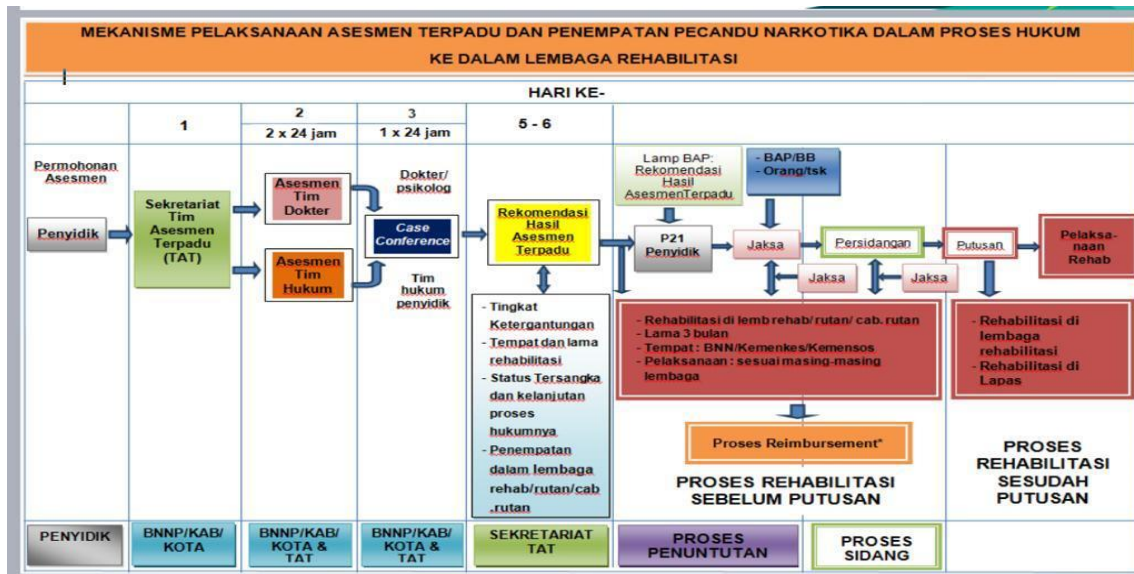 MEKANISME PELAKSANAAN ASESMEN TERPADU DAN PENEMPATAN PECANDU NARKOTIKA DALAM PROSES HUKUM
KE DALAM LEMBAGA REHABILITASI
HARI KE-
1
2
2 x 24 jam
3
1 x 24 jam
5 - 6
Permohonan
Asesmen
Penyidik
Sekretariat
Tim
Asesmen
Terpadu
(TAT)
Asesmen
Tim
Dokter
Asesmen
Tim
Hukum
Dokter/
psikolog
Case
Conference
Tim
hukum
penyidik
Rekomendasi
Hasil
Asesmen
Terpadu
- Tingkat
Ketergantungan
- Tempat dan lama
rehabilitasi
- Status Tersangka
dan kelanjutan
proses
hukumnya
- Penempatan
dalam lembaga
rehab/rutan/cab
.rutan
Lamp BAP:
Rekomendasi
Hasil
AsesmenTerpadu
- BAP/BB
- Orang/tsk
P21
Penyidik
Jaksa
Persidangan
Putusan
Pelaksa-
naan
Rehab
Jaksa
Jaksa
- Rehabilitasi di lemb rehab/ rutan/ cab. rutan
- Lama 3 bulan
- Tempat : BNN/Kemenkes/Kemensos
- Pelaksanaan : sesuai masing-masing
lembaga
- Rehabilitasi di
lembaga
rehabilitasi
- Rehabilitasi di
Lapas
Proses Reimbursement*
PROSES REHABILITASI
SEBELUM PUTUSAN
PROSES
REHABILITASI
SESUDAH
PUTUSAN
PENYIDIK
BNNP/KAB/
KOTA
BNNP/KAB/
KOTA &
TAT
BNNP/KAB/
KOTA &
TAT
SEKRETARIAT
TAT
PROSES
PENUNTUTAN
PROSES
SIDANG